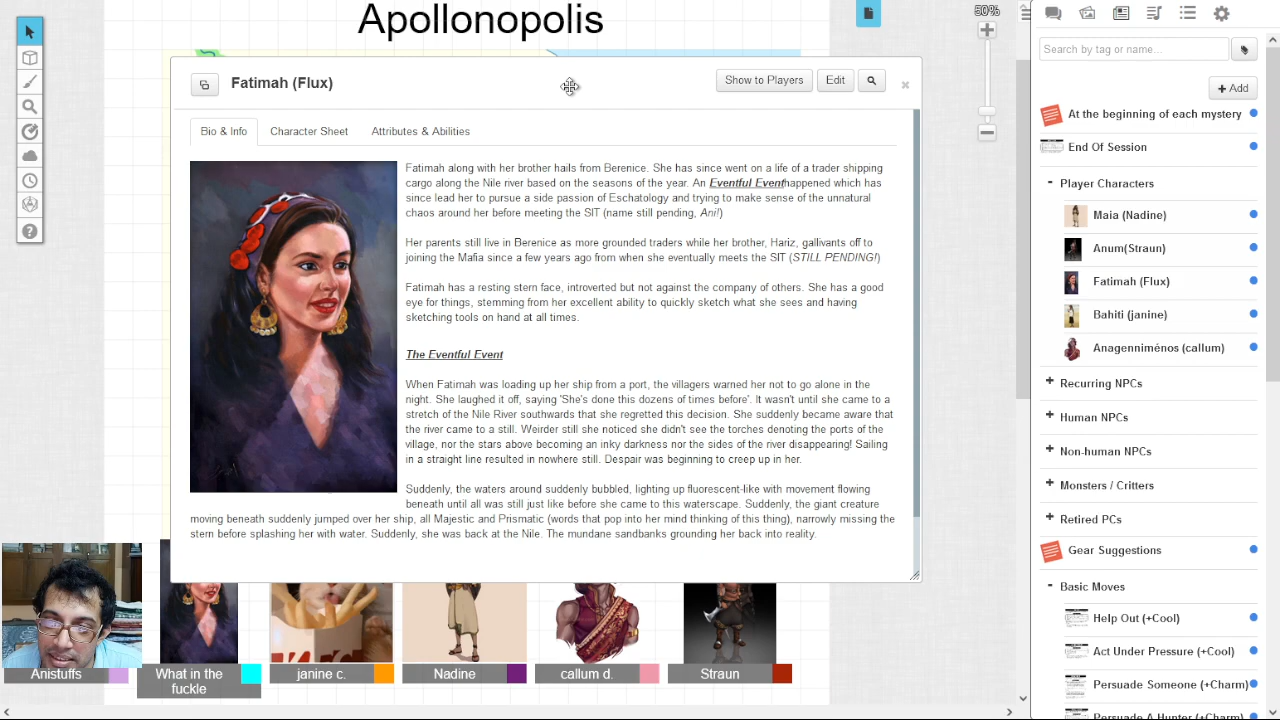 Apollonopolis
50%
Fatimah (Flux)
Show to Players
Edit
Bio & Info
Character Sheet
Attributes & Abilities
Fatimah along with her brother hails from Berenice. She has since went on a life of a trader shipping
cargo along the Nile river based on the seasons of the year. An Eventful Eventhappened which has
since lead her to pursue a side passion of Eschatology and trying to make sense of the unnatural
chaos around her before meeting the SIT (name still pending, Ani!)
Her parents still live in Berenice as more grounded traders while her brother, Hariz, gallivants off to
joining the Mafia since a few years ago from when she eventually meets the SIT (STILL PENDING!)
Fatimah has a resting stern face, introverted but not against the company of others. She has a good
eye for things, stemming from her excellent ability to quickly sketch what she sees and having
sketching tools on hand at all times.
The Eventful Event
When Fatimah was loading up her ship from a port, the villagers warned her not to go alone in the
night. She laughed it off, saying 'She's done this dozens of times before'. It wasn't until she came to a
stretch of the Nile River southwards that she regretted this decision. She suddenly became aware that
the river came to a still. Weirder still she noticed she didn't see the torches denoting the ports of the
village, nor the stars above becoming an inky darkness nor the sides of the river disappearing! Sailing
in a straight line resulted in nowhere still. Despair was beginning to creep up in her.
Suddenly, the waters around suddenly bubbled, lighting up fluorescent-like with movement flowing
beneath until all was still just like before she came to this waterscape. Suddenly, the giant creature
moving beneath suddenly jumped over her ship, all Majestic and Prismatic (words that pop into her mind thinking of this thing), narrowly missing the
stern before splashing her with water. Suddenly, she was back at the Nile. The mundane sandbanks grounding her back into reality.
Anistuffs
What in the
fuckle
janine c.
Nadine
callum d.
Straun
Search by tag or name...
+ Add
At the beginning of each mystery
End Of Session
Player Characters
Maia (Nadine)
Anum(Straun)
Fatimah (Flux)
Bahiti (janine)
Anagenniménos (callum)
Recurring NPCs
Human NPCs
Non-human NPCs
Monsters / Critters
Retired PCs
Gear Suggestions
Basic Moves
Help Out (+Cool)
Act Under Pressure (+Cool)
Persuade Someone (+Charm)
Persuade A Hunter (+Charm)